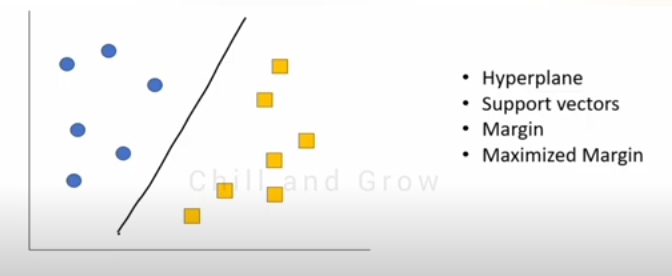 • Hyperplane
• Support vectors
• Margin
• Maximized Margin
Chill and Grow